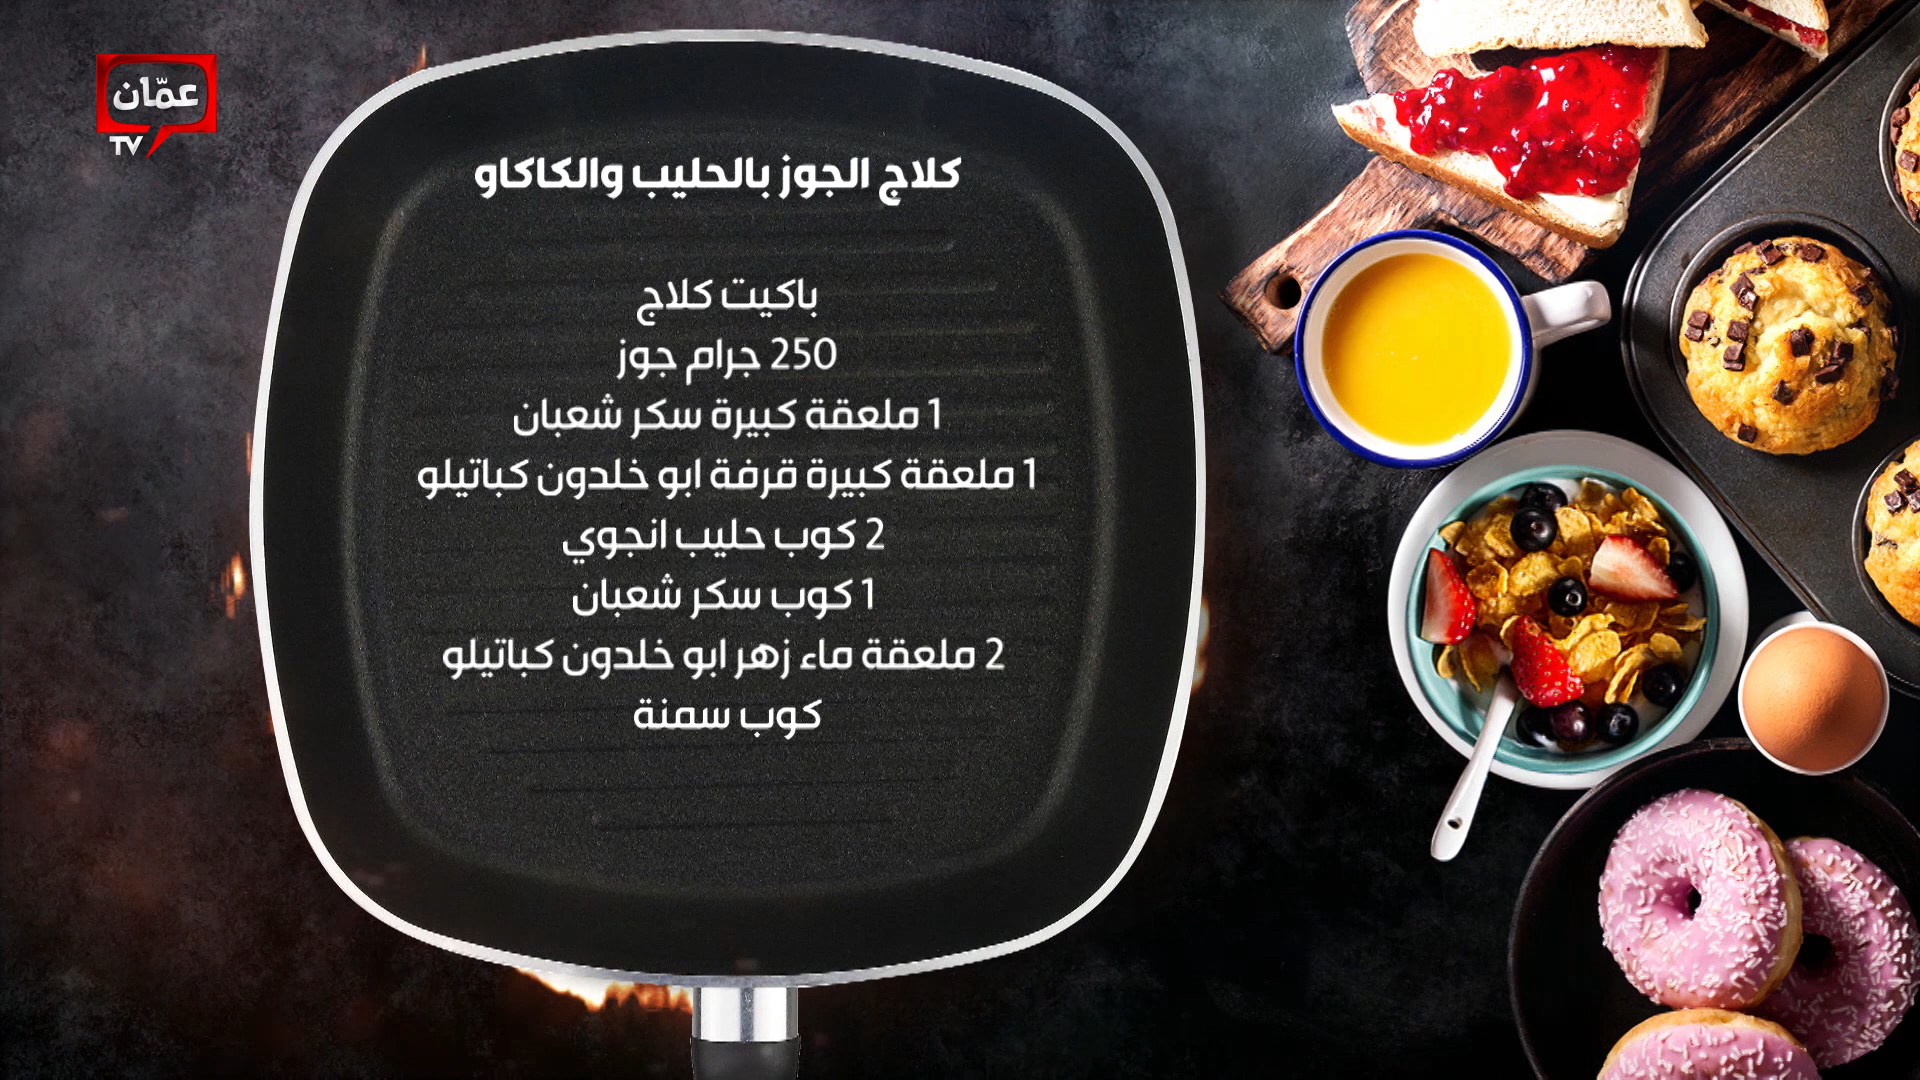 عمّان
TV
كلاج الجوز بالحليب والكاكاو
باكيت كلاج
250 جرام جوز
1 ملعقة كبيرة سكر شعبان
1 ملعقة كبيرة قرفة ابو خلدون كباتيلو
2 كوب حليب انجوي
1 كوب سكر شعبان
2 ملعقة ماء زهر ابو خلدون كباتيلو
كوب سمنة